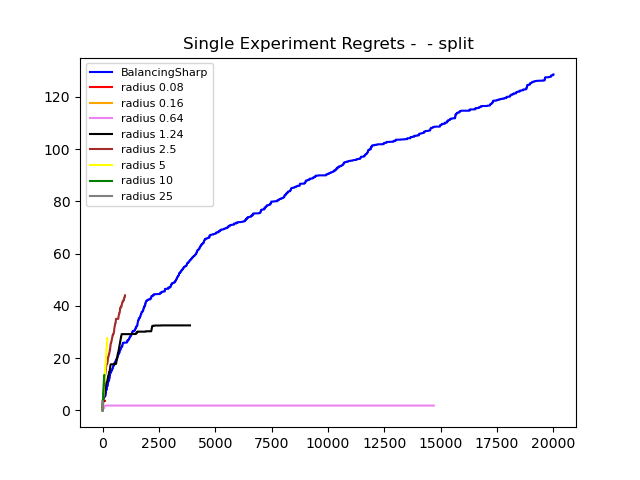 Single Experiment Regrets -  - split
BalancingSharp
radius 0.08
radius 0.16
radius 0.64
radius 1.24
radius 2.5
radius 5
radius 10
radius 25
120
100
80
60
40
20
0
0 2500 5000 7500 10000 12500 15000 17500 20000